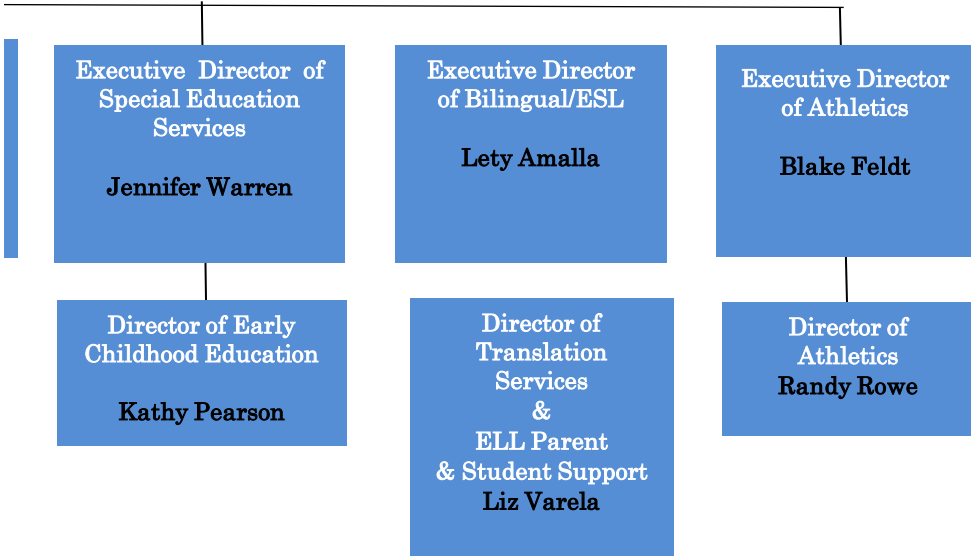 Executive Director of
Special Education
Services
Jennifer Warren
Executive Director
of Bilingual/ESL
Lety Amalla
Executive Director
of Athletics
Blake Feldt
Director of Early
Childhood Education
Kathy Pearson
Director of
Translation
Services
&
ELL Parent
& Student Support
Liz Varela
Director of
Athletics
Randy Rowe